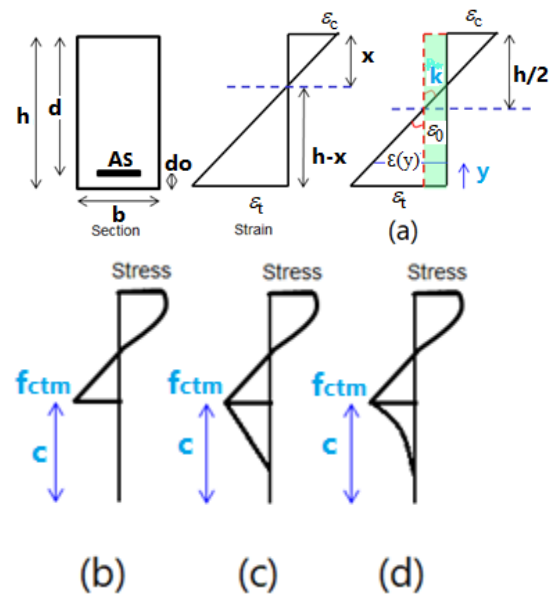 εc
εc
x
h
d
k
h/2
AS
h-x
ε0
do
ε(y)
y
b
εt
εt
Section
Strain
(a)
Stress
Stress
Stress
fctm
fctm
fctm
c
c
c
(b)
(c)
(d)